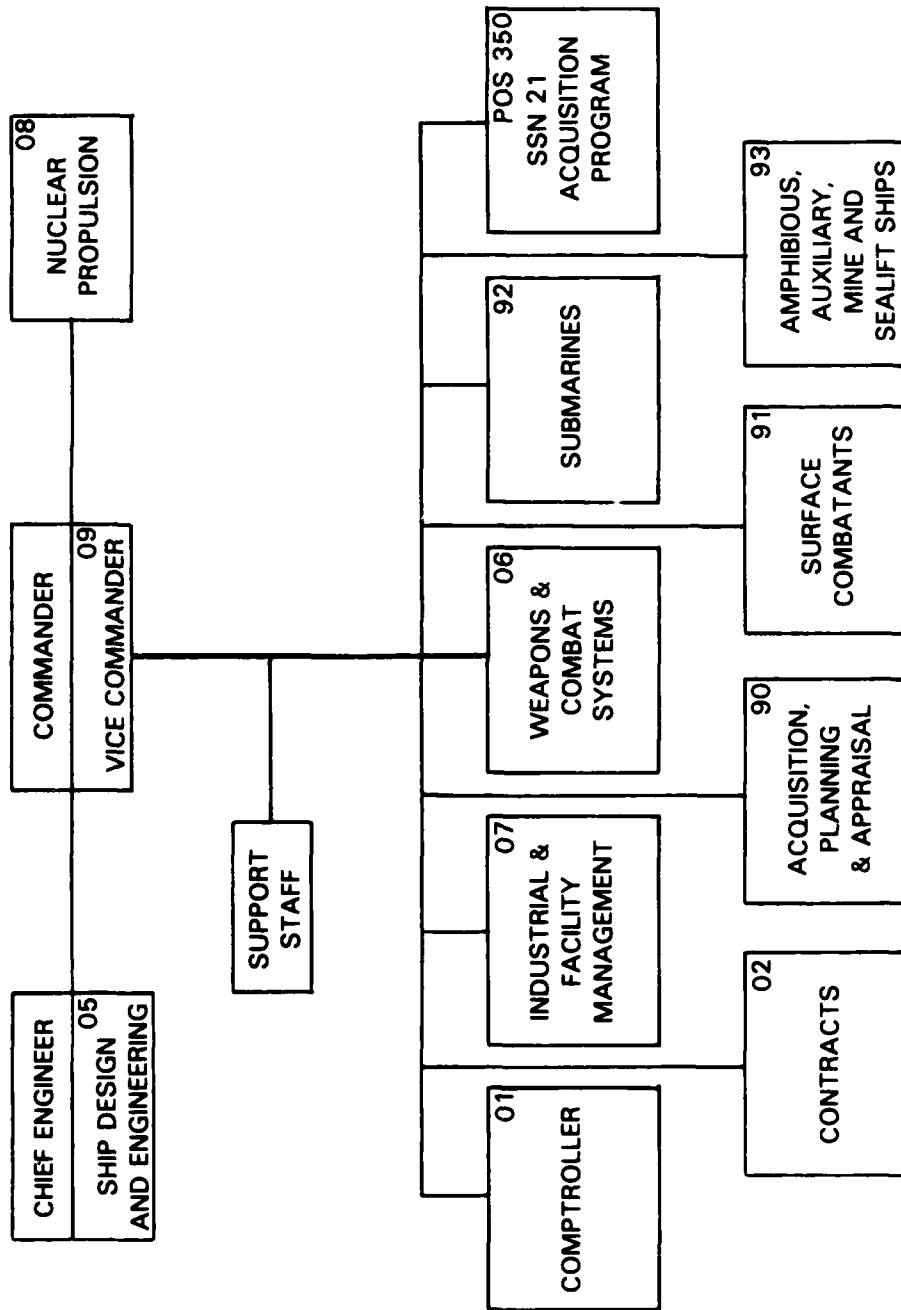 CHIEF ENGINEER
05
SHIP DESIGN
AND ENGINEERING
COMMANDER
09
VICE COMMANDER
08
NUCLEAR
PROPULSION
SUPPORT
STAFF
01
COMPTROLLER
07
INDUSTRIAL &
FACILITY
MANAGEMENT
06
WEAPONS &
COMBAT
SYSTEMS
92
SUBMARINES
POS 350
SSN 21
ACQUISITION
PROGRAM
02
CONTRACTS
90
ACQUISITION,
PLANNING
& APPRAISAL
91
SURFACE
COMBATANTS
93
AMPHIBIOUS,
AUXILIARY,
MINE AND
SEALIFT SHIPS